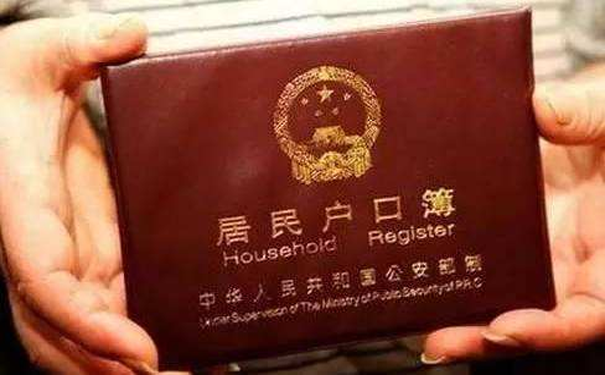 居民户口簿
Household Register
中华人民共和国公安部制
Under Supervision of The Ministry of Public Security of P.R.C